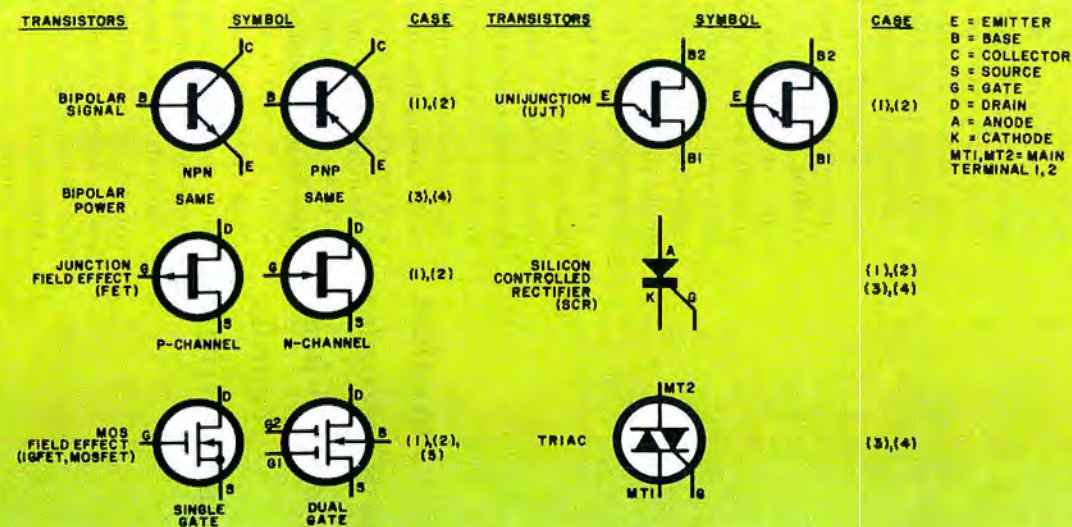 TRANSISTORS SYMBOL CASE
C C
BIPOLAR SIGNAL B B (1),(2)
E E
NPN PNP
BIPOLAR POWER SAME SAME (3),(4)
D D
JUNCTION FIELD EFFECT (FET) G G (1),(2)
S S
P-CHANNEL N-CHANNEL
D D
MOS FIELD EFFECT (IGFET,MOSFET) G G2 B (1),(2),
G1 (5)
S S
SINGLE GATE DUAL GATE
TRANSISTORS SYMBOL CASE
B2 B2
UNIJUNCTION (UJT) E E (1),(2)
B1 B1
A
SILICON CONTROLLED RECTIFIER (SCR) (1),(2)
K G (3),(4)
MT2
TRIAC (3),(4)
MT1 G
E = EMITTER
B = BASE
C = COLLECTOR
S = SOURCE
G = GATE
D = DRAIN
A = ANODE
K = CATHODE
MT1,MT2= MAIN
TERMINAL 1,2